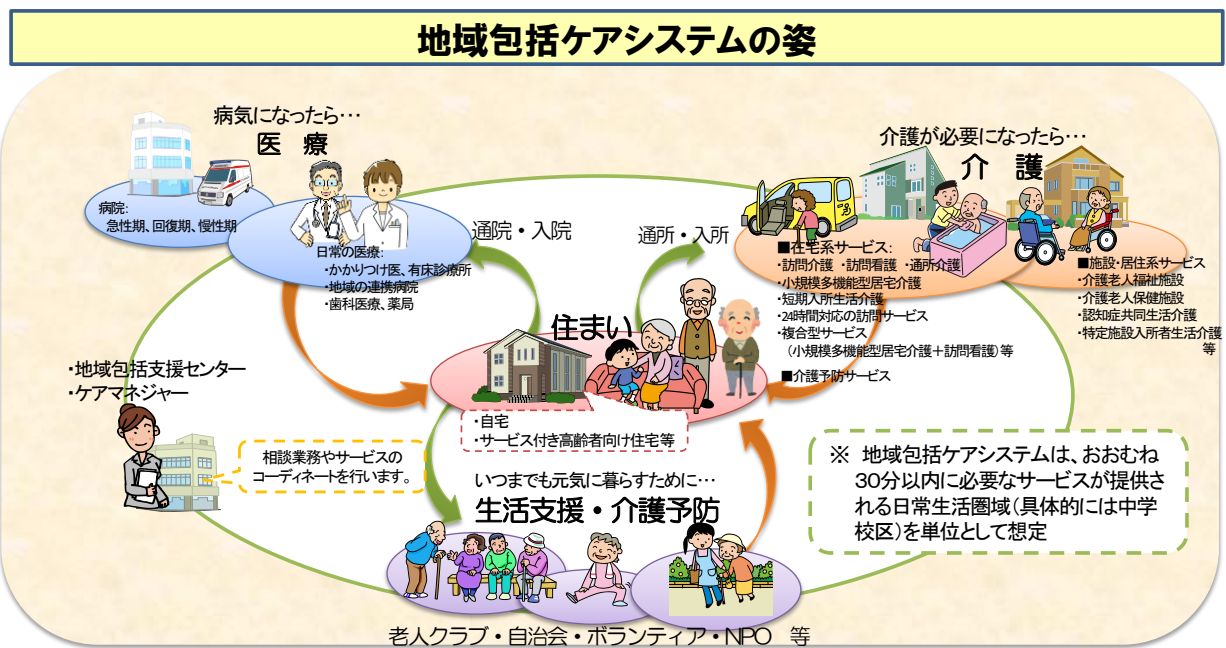 地域包括ケアシステムの姿
病気になったら…
医 療
病院:
急性期、回復期、慢性期
日常の医療:
・かかりつけ医、有床診療所
・地域の連携病院
・歯科医療、薬局
通院・入院
通所・入所
介護が必要になったら…
介 護
■在宅系サービス:
・訪問介護 ・訪問看護 ・通所介護
・小規模多機能型居宅介護
・短期入所生活介護
・24時間対応の訪問サービス
・複合型サービス
（小規模多機能型居宅介護＋訪問看護）等
■介護予防サービス
■施設・居住系サービス
・介護老人福祉施設
・介護老人保健施設
・認知症共同生活介護
・特定施設入所者生活介護
等
住まい
・自宅
・サービス付き高齢者向け住宅等
・地域包括支援センター
・ケアマネジャー
相談業務やサービスの
コーディネートを行います。
いつまでも元気に暮らすために…
生活支援・介護予防
老人クラブ・自治会・ボランティア・NPO 等
※ 地域包括ケアシステムは、おおむね
30分以内に必要なサービスが提供さ
れる日常生活圏域（具体的には中学
校区）を単位として想定